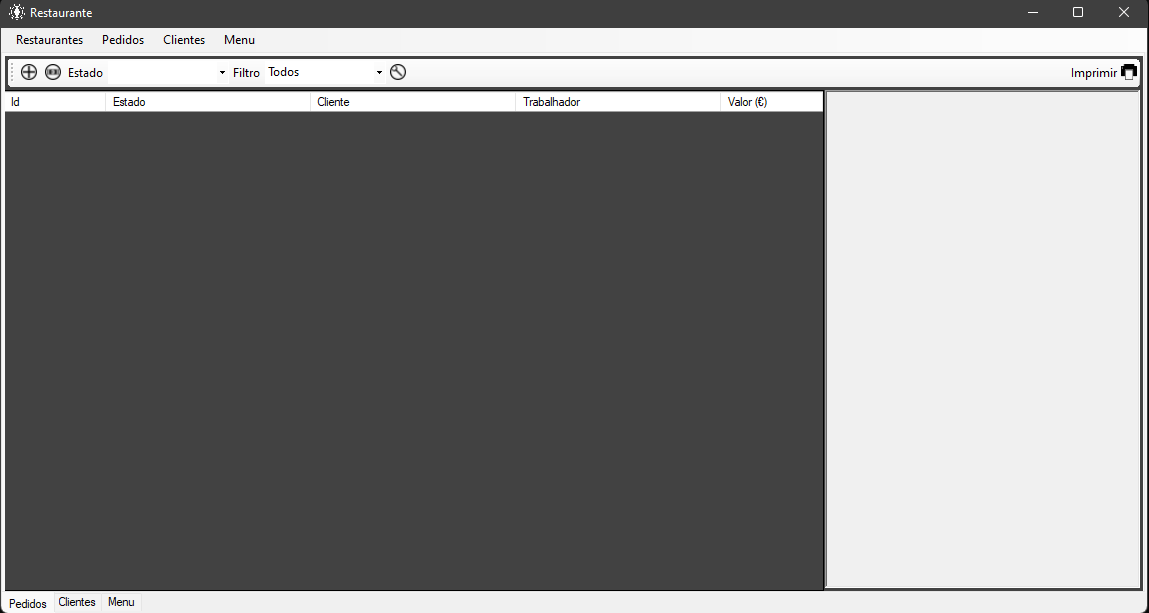 Restaurante
Restaurantes Pedidos Clientes Menu
Estado Filtro Todos Imprimir
Id Estado Cliente Trabalhador Valor (€)
Pedidos Clientes Menu